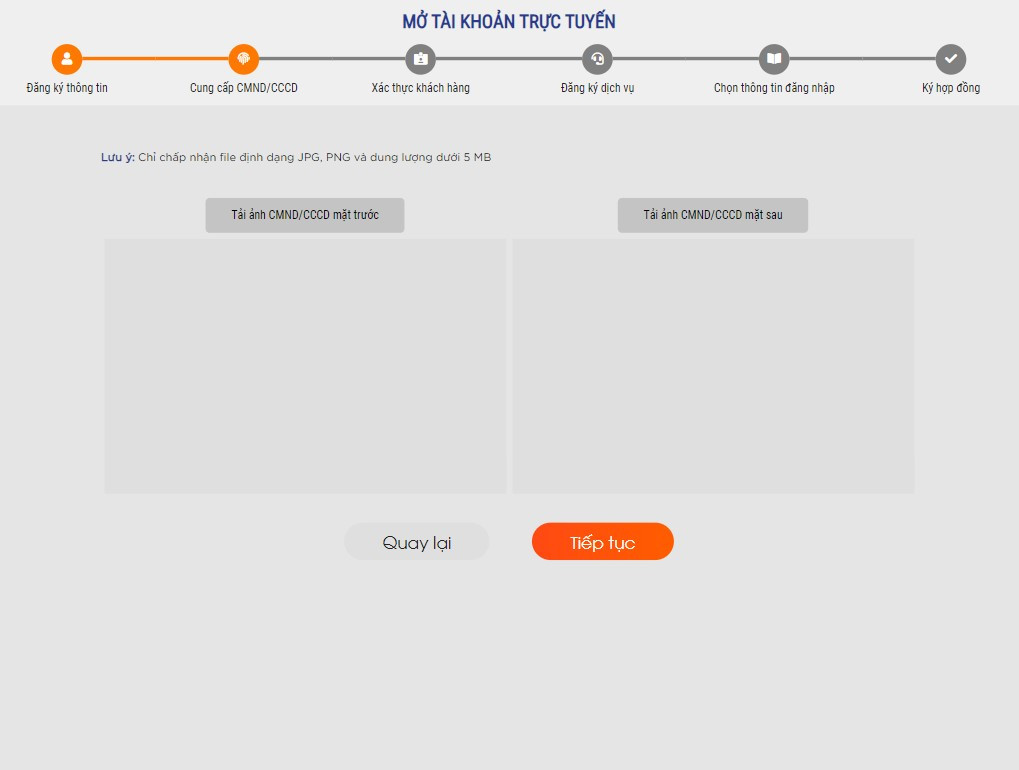 MỞ TÀI KHOẢN TRỰC TUYẾN
Đăng ký thông tin
Cung cấp CMND/CCCD
Xác thực khách hàng
Đăng ký dịch vụ
Chọn thông tin đăng nhập
Ký hợp đồng
Lưu ý: Chỉ chấp nhận file định dạng JPG, PNG và dung lượng dưới 5 MB
Tải ảnh CMND/CCCD mặt trước
Tải ảnh CMND/CCCD mặt sau
Quay lại
Tiếp tục